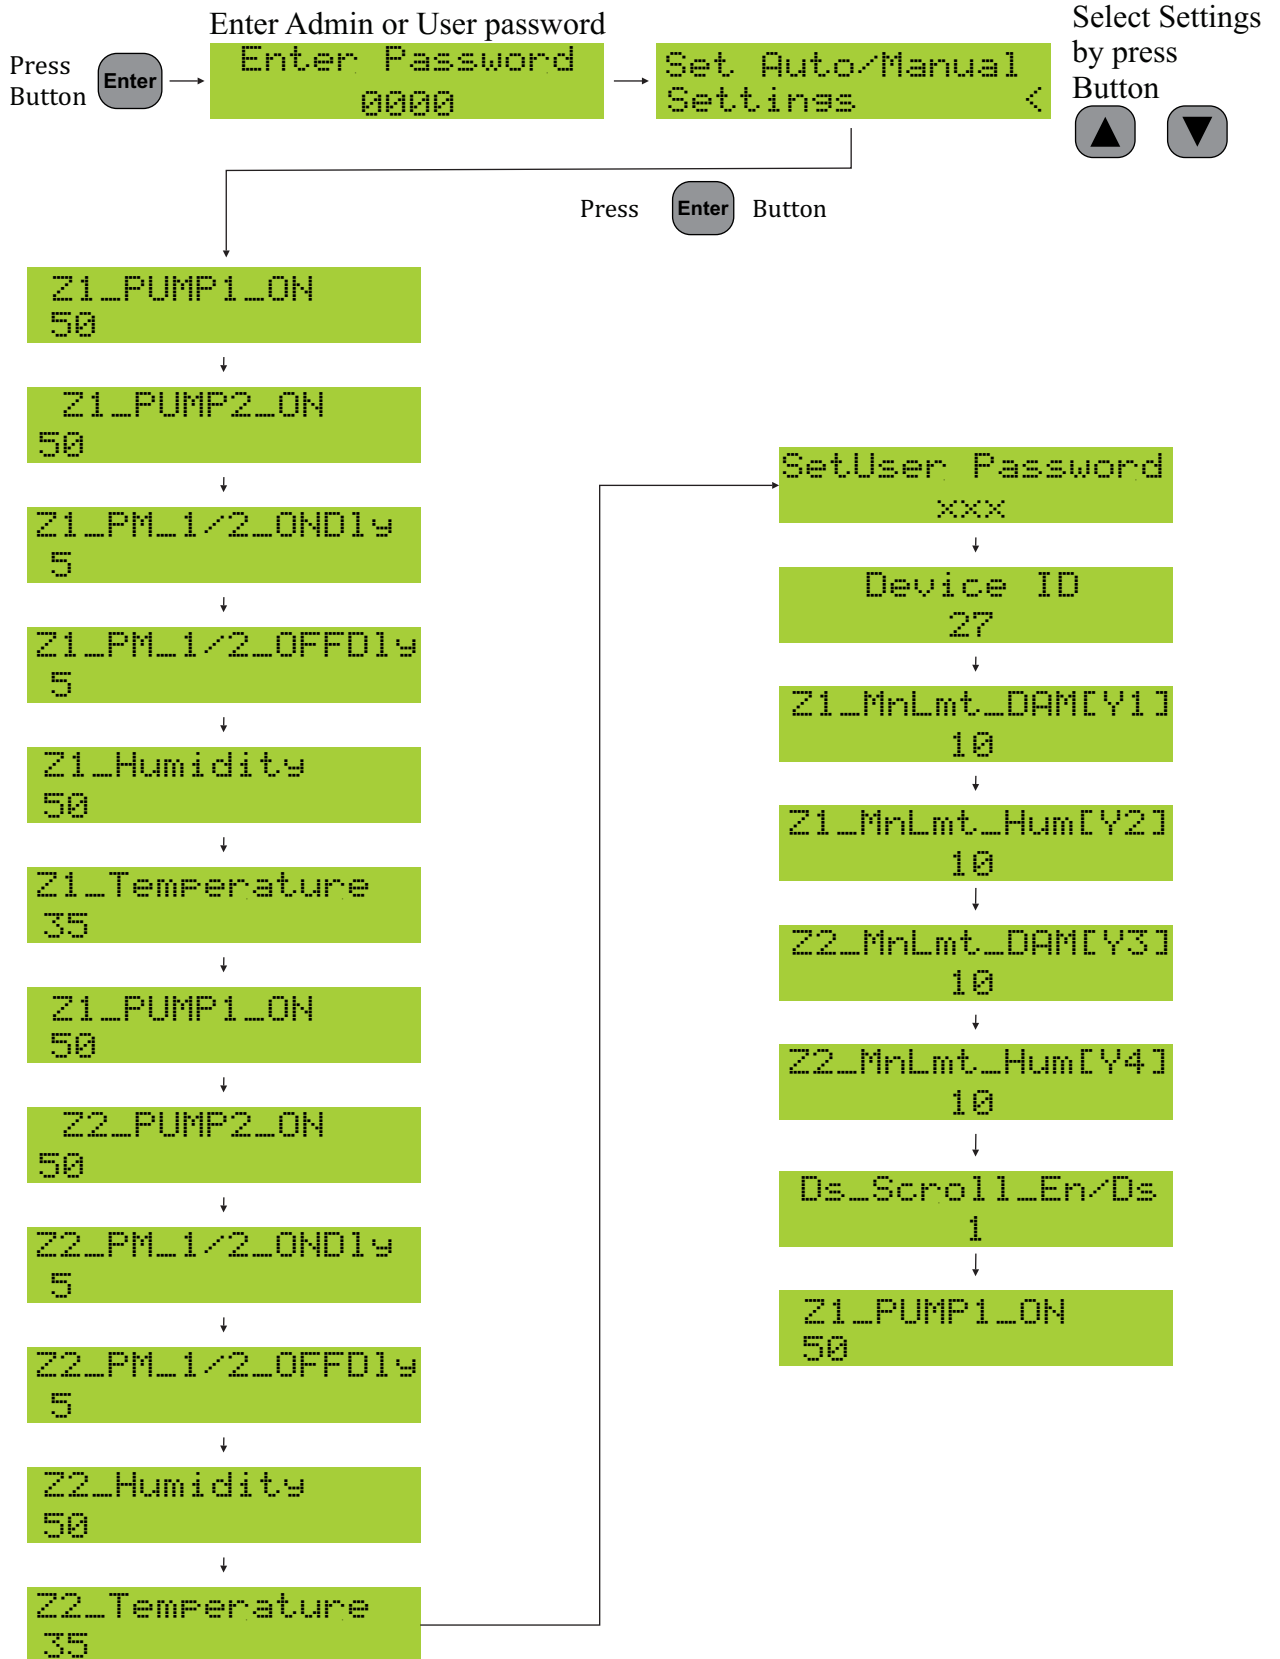 Enter Admin or User password
Press
Button
Enter
Enter Password
0000
Set Auto/Manual
Settings <
Select Settings
by press
Button
Press Enter Button
Z1_PUMP1_ON
50
Z1_PUMP2_ON
50
Z1_PM_1/2_ONDly
5
Z1_PM_1/2_OFFDly
5
Z1_Humidity
50
Z1_Temperature
35
Z1_PUMP1_ON
50
Z2_PUMP2_ON
50
Z2_PM_1/2_ONDly
5
Z2_PM_1/2_OFFDly
5
Z2_Humidity
50
Z2_Temperature
35
SetUser Password
xxx
Device ID
27
Z1_MnLmt_DAM[Y1]
10
Z1_MnLmt_Hum[Y2]
10
Z2_MnLmt_DAM[Y3]
10
Z2_MnLmt_Hum[Y4]
10
Ds_Scroll_En/Ds
1
Z1_PUMP1_ON
50